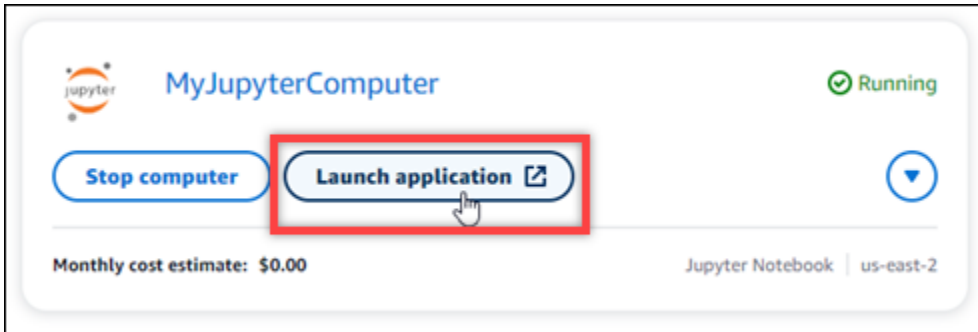 jupyter
MyJupyterComputer
Running
Stop computer
Launch application
Monthly cost estimate: $0.00
Jupyter Notebook
us-east-2